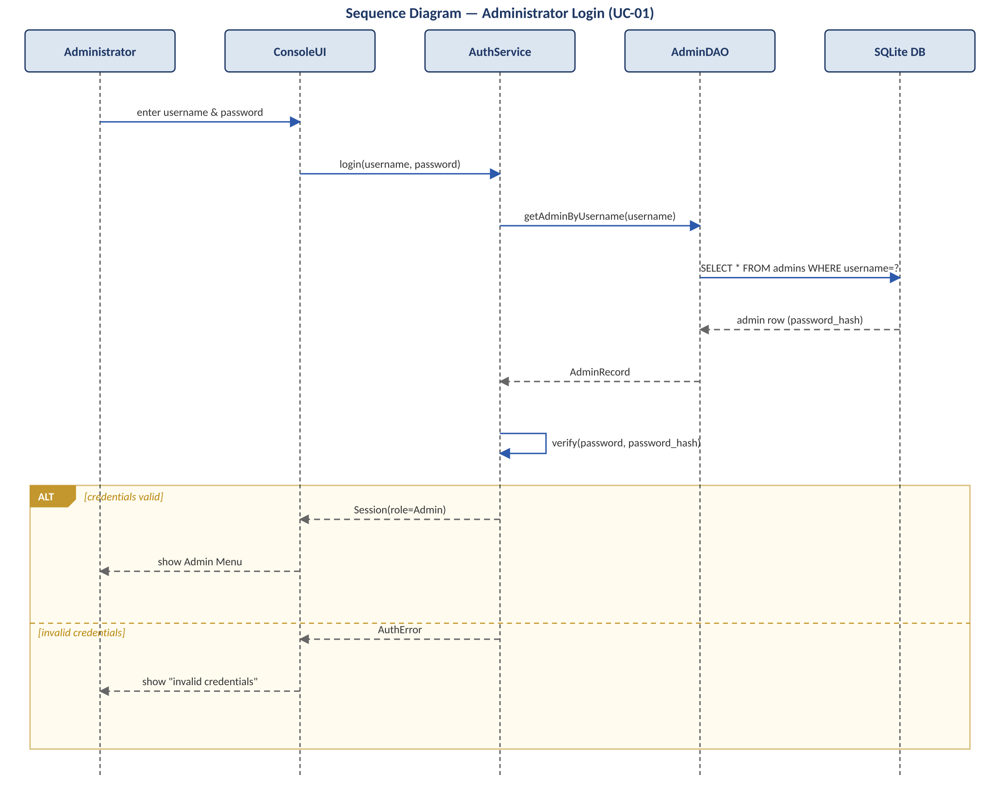 Sequence Diagram — Administrator Login (UC-01)
Administrator
ConsoleUI
AuthService
AdminDAO
SQLite DB
enter username & password
login(username, password)
getAdminByUsername(username)
SELECT * FROM admins WHERE username=?
admin row (password_hash)
AdminRecord
verify(password, password_hash)
ALT
[credentials valid]
Session(role=Admin)
show Admin Menu
[invalid credentials]
AuthError
show "invalid credentials"